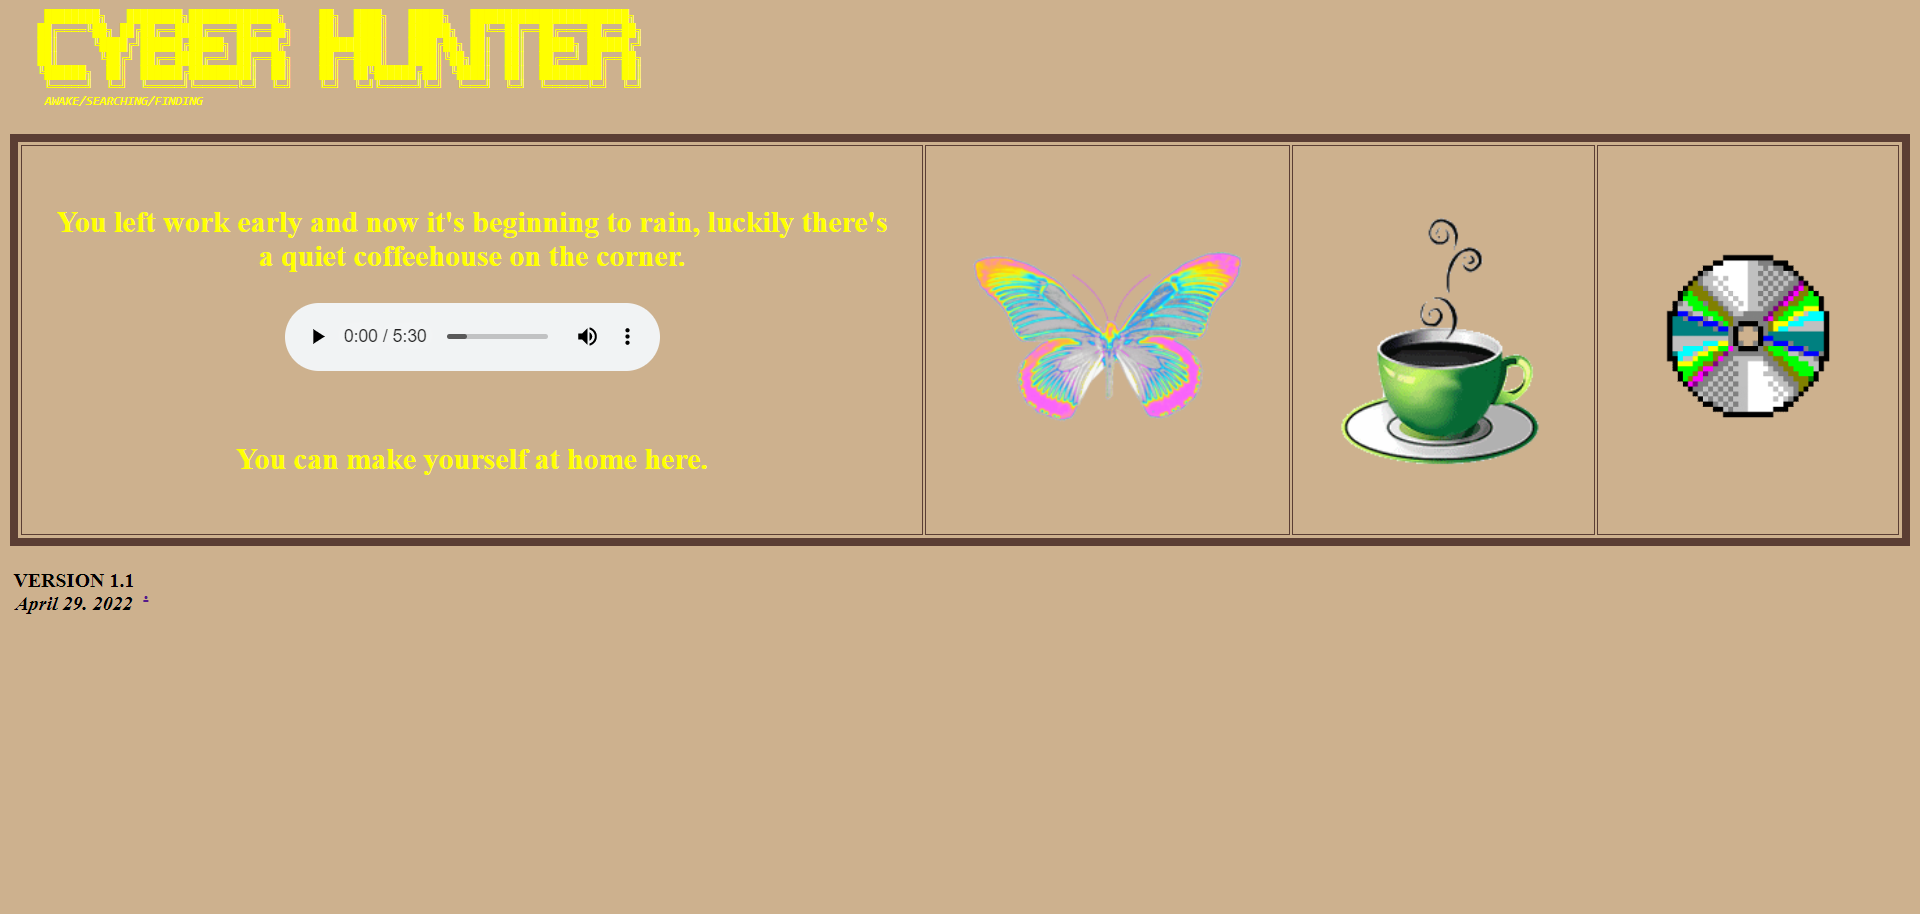 CYBER HUNTER
AWAKE/SEARCHING/FINDING
You left work early and now it's beginning to rain, luckily there's
a quiet coffeehouse on the corner.
0:00 / 5:30
You can make yourself at home here.
VERSION 1.1
April 29. 2022 .